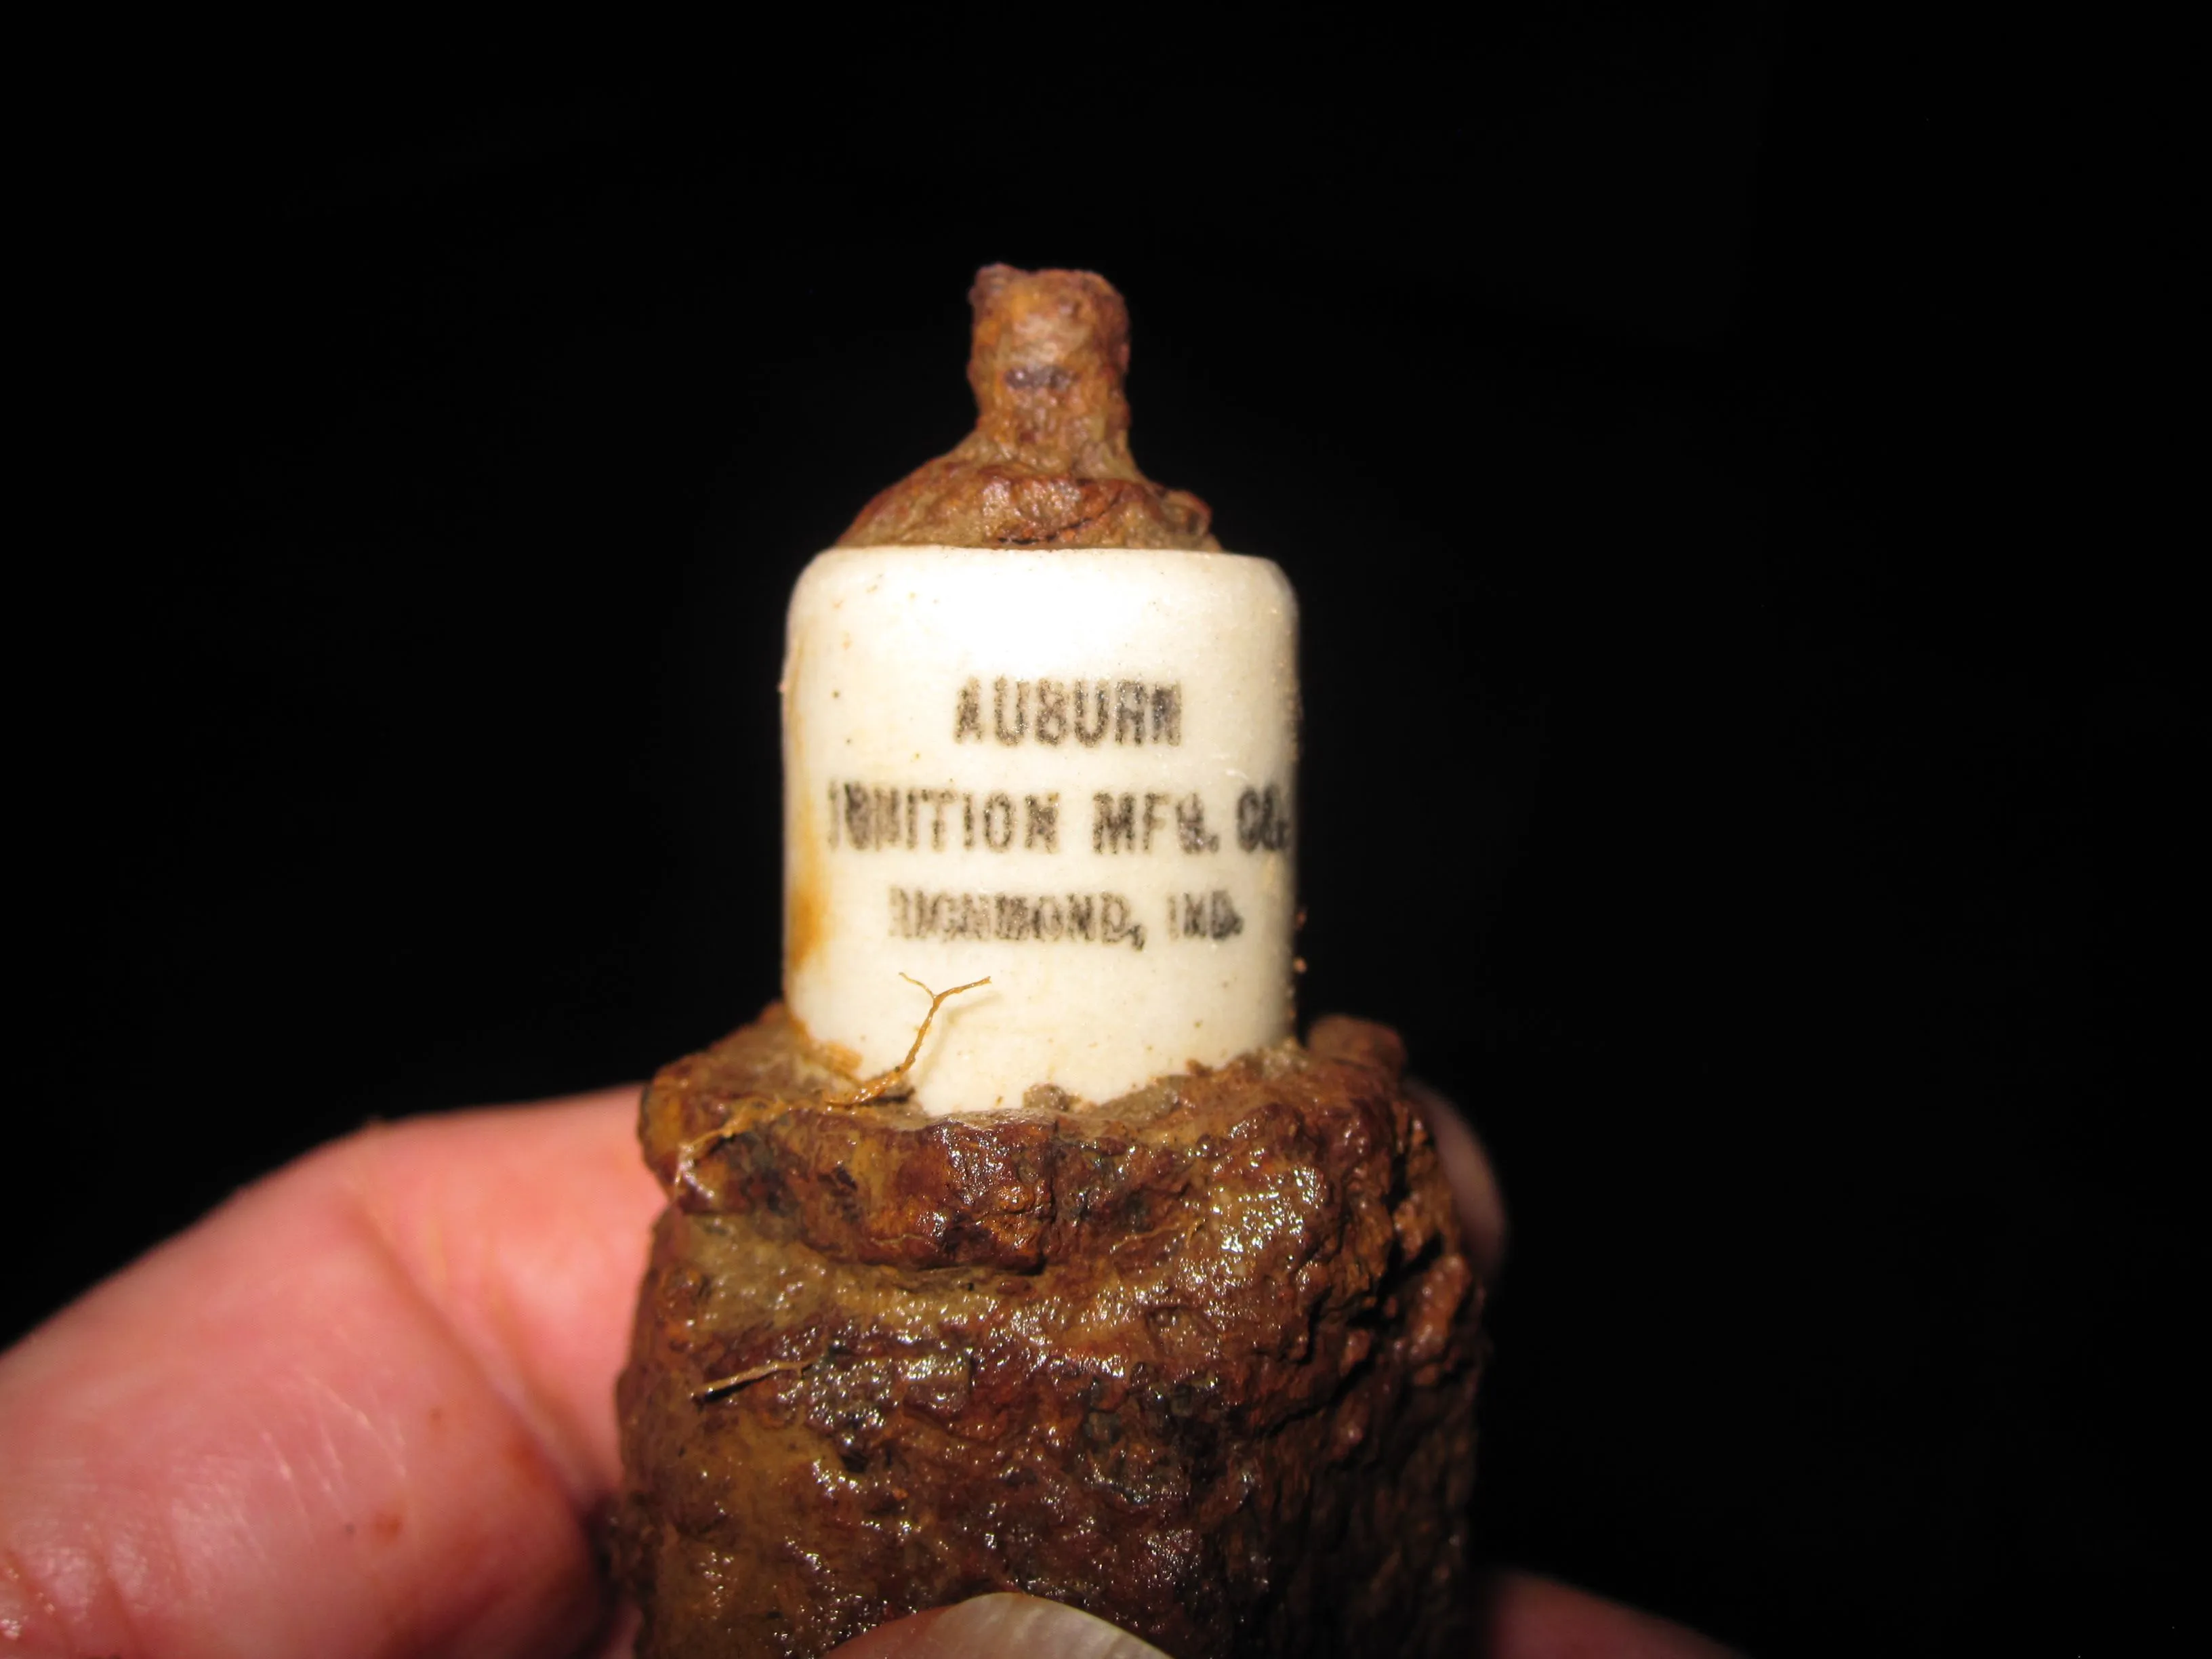 AUBURN
IGNITION MFG. CO.
RICHMOND, IND.